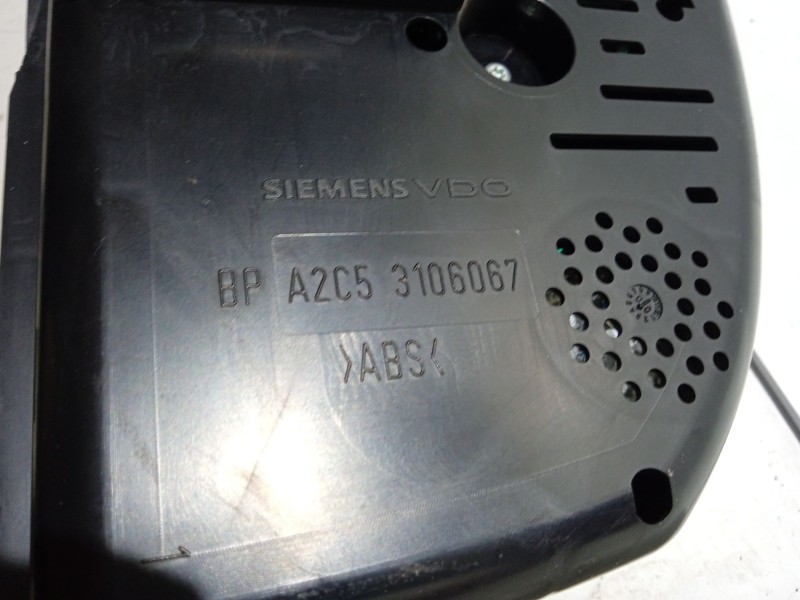 SIEMENS VDO
BP A2C5 3106067
>ABS<